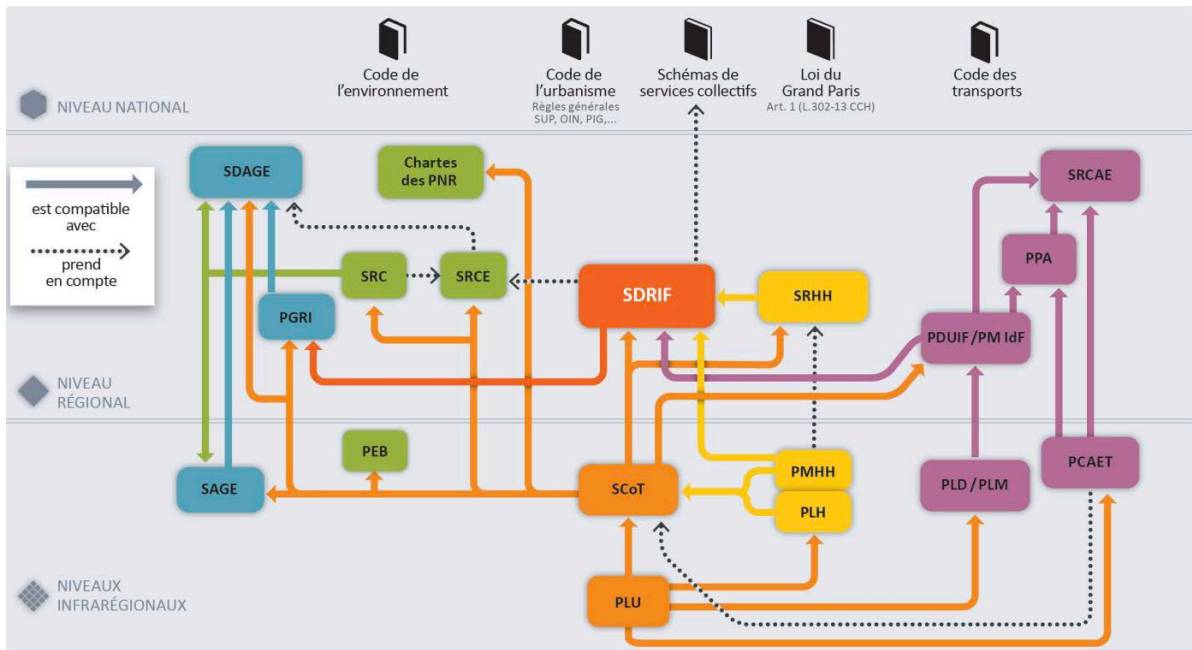 Code de
l'environnement
Code de
l'urbanisme
Règles générales
SUP, OIN, PIG,...
Schémas de
services collectifs
Loi du
Grand Paris
Art. 1 (L.302-13 CCH)
Code des
transports
NIVEAU NATIONAL
est compatible
avec
prend
en compte
SDAGE
Chartes
des PNR
SRCAE
PPA
SRC
SRCE
SDRIF
SRHH
PGRI
PDUIF/PM IdF
NIVEAU
RÉGIONAL
PEB
SAGE
SCoT
PMHH
PLH
PLD/PLM
PCAET
NIVEAUX
INFRARÉGIONAUX
PLU